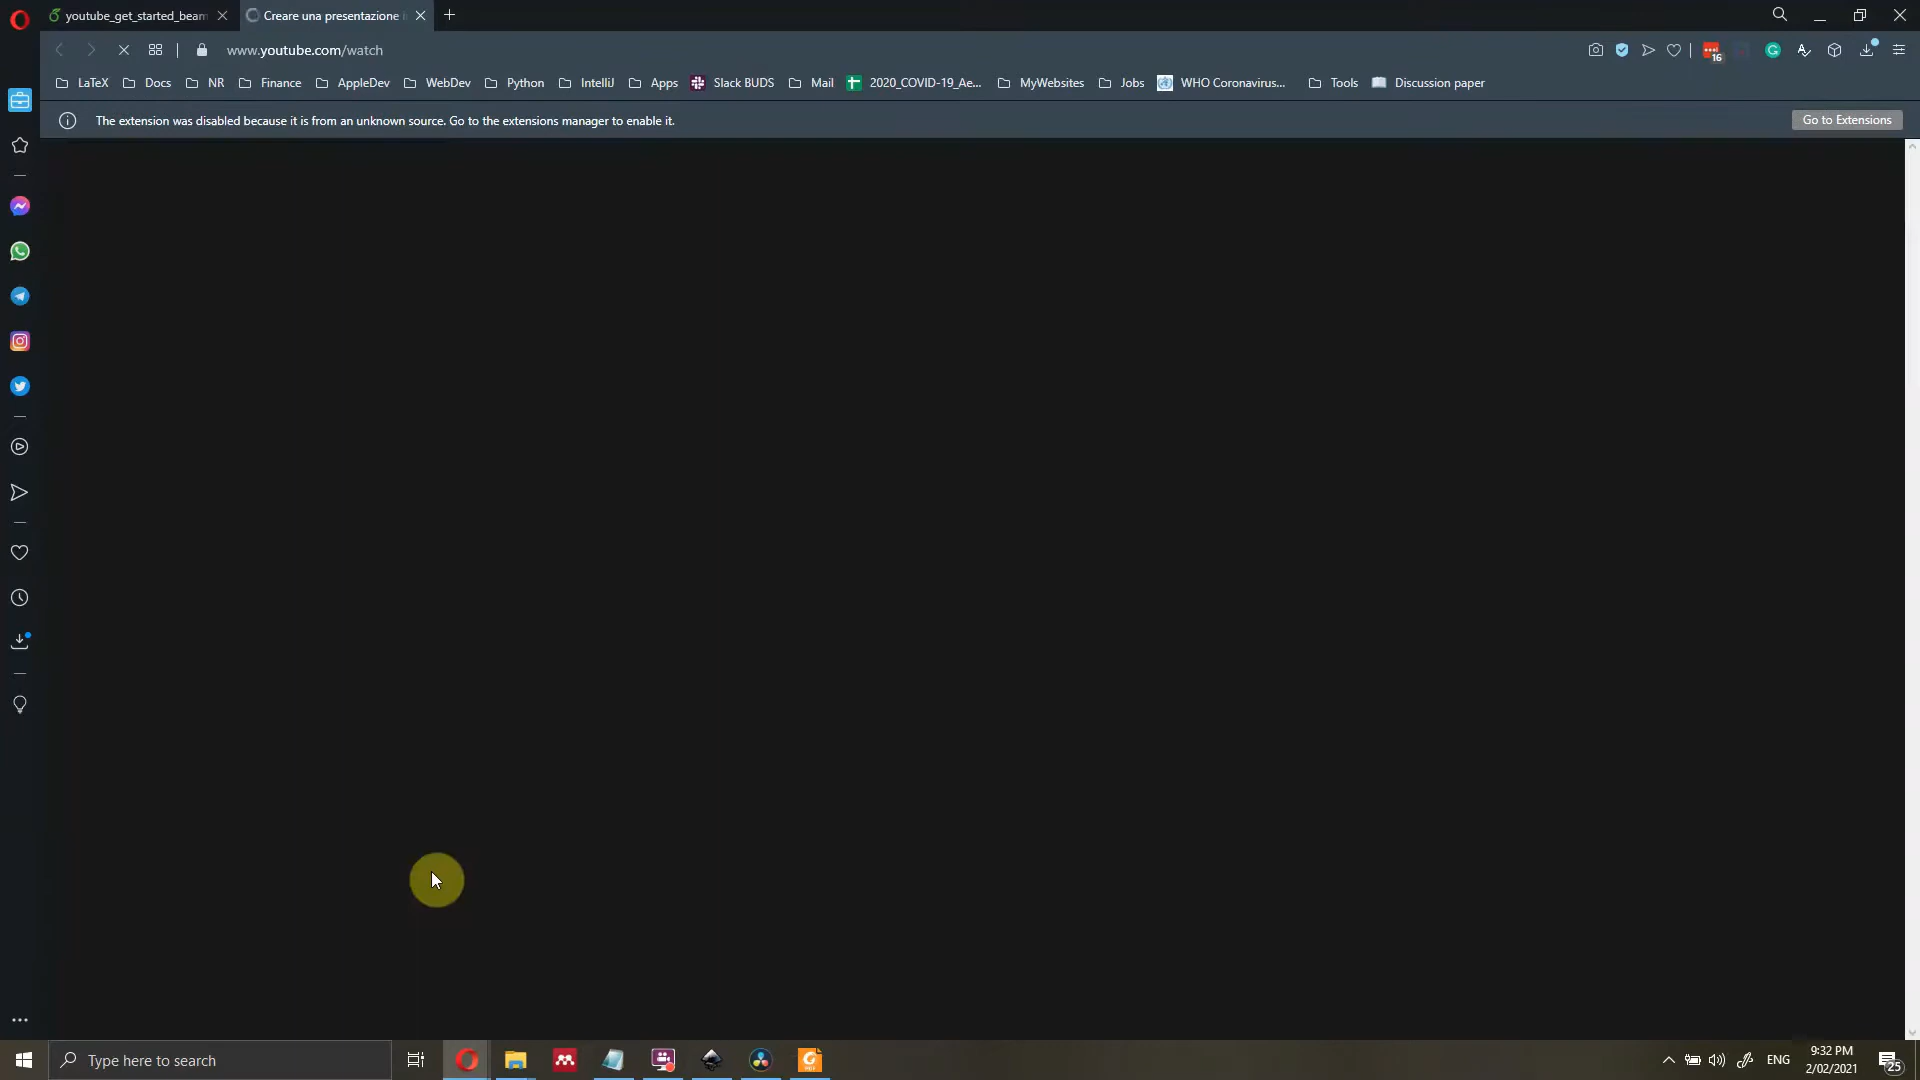 youtube_get_started_beam
Creare una presentazione i
www.youtube.com/watch
16
LaTeX
Docs
NR
Finance
AppleDev
WebDev
Python
IntelliJ
Apps
Slack BUDS
Mail
2020_COVID-19_Ae...
MyWebsites
Jobs
WHO Coronavirus...
Tools
Discussion paper
The extension was disabled because it is from an unknown source. Go to the extensions manager to enable it.
Go to Extensions
Type here to search
ENG
9:32 PM
2/02/2021
25